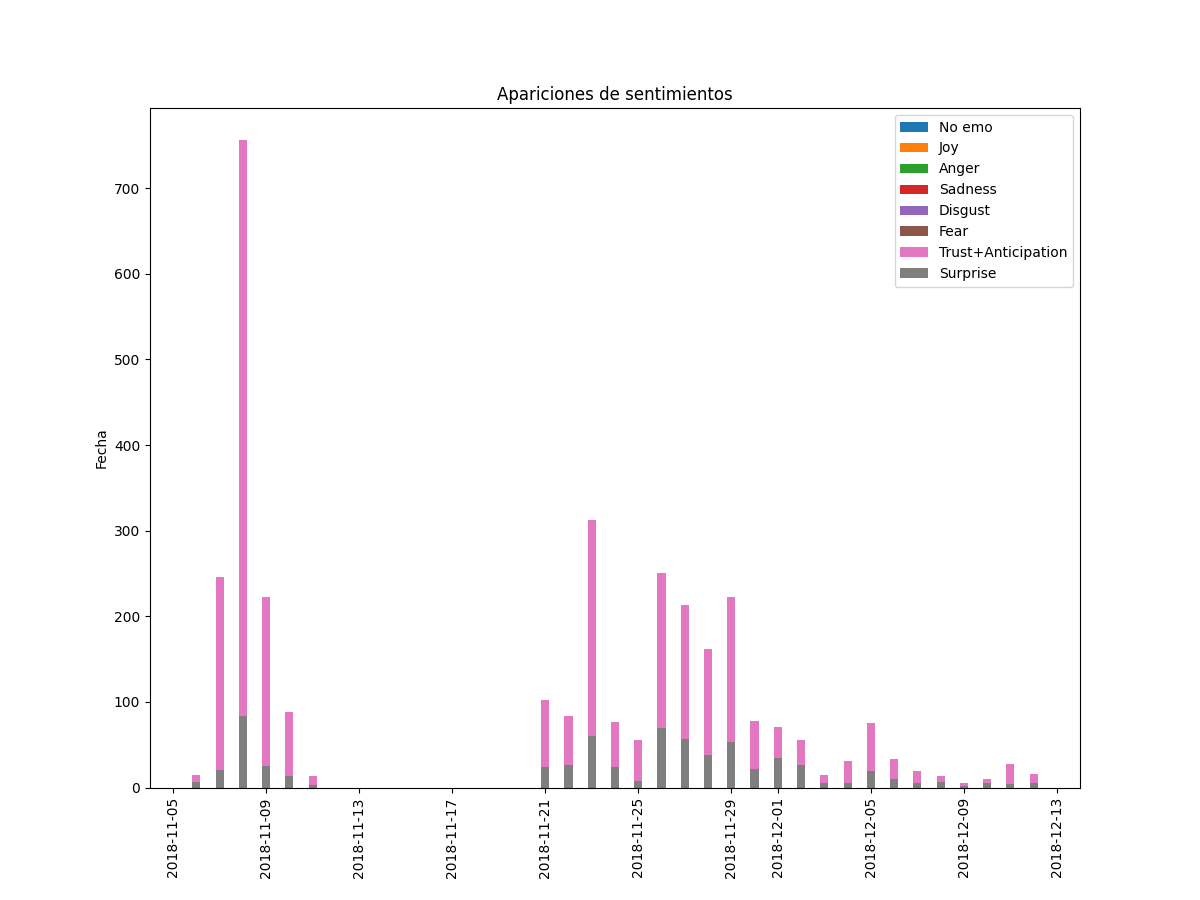 Apariciones de sentimientos
No emo
Joy
Anger
Sadness
Disgust
Fear
Trust+Anticipation
Surprise
Fecha
700
600
500
400
300
200
100
0
2018-11-05
2018-11-09
2018-11-13
2018-11-17
2018-11-21
2018-11-25
2018-11-29
2018-12-01
2018-12-05
2018-12-09
2018-12-13